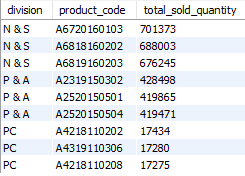 division product_code total_sold_quantity
N & S A6720160103 701373
N & S A6818160202 688003
N & S A6819160203 676245
P & A A2319150302 428498
P & A A2520150501 419865
P & A A2520150504 419471
PC A4218110202 17434
PC A4319110306 17280
PC A4218110208 17275